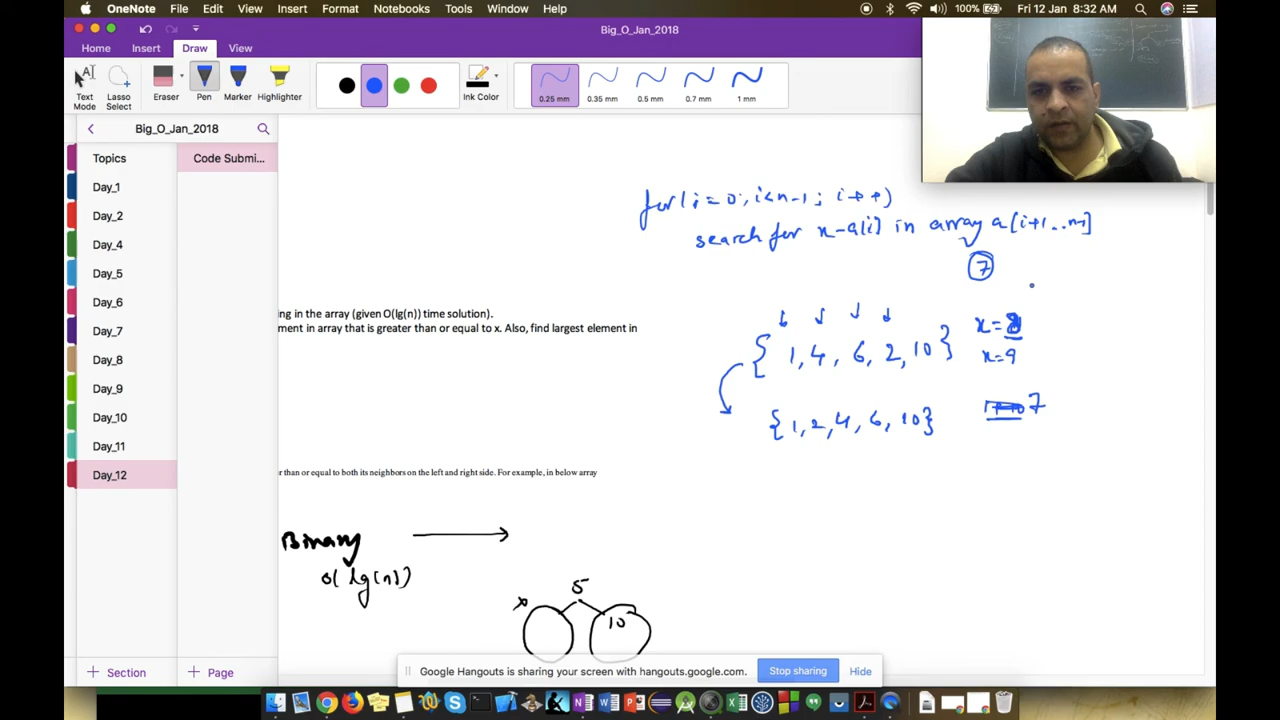 OneNote File Edit View Insert Format Notebooks Tools Window Help 100% Fri 12 Jan 8:32 AM
Big_O_Jan_2018
Home Insert Draw View
Text Mode
Lasso Select
Eraser
Pen
Marker
Highlighter
Ink Color
0.25 mm 0.35 mm 0.5 mm 0.7 mm 1 mm
Big_O_Jan_2018
Topics
Day_1
Day_2
Day_4
Day_5
Day_6
Day_7
Day_8
Day_9
Day_10
Day_11
Day_12
Code Submi...
for(i=0; i<n-1; i++)
search for x-a[i] in array a[i+1..n-1]
7
ing in the array (given O(lg(n)) time solution).
ment in array that is greater than or equal to x. Also, find largest element in
{1, 4, 6, 2, 10} x=8
x=9
{1, 2, 4, 6, 10} 7
r than or equal to both its neighbors on the left and right side. For example, in below array
Binary
O(lg(n))
5
10
+ Section + Page
Google Hangouts is sharing your screen with hangouts.google.com. Stop sharing Hide